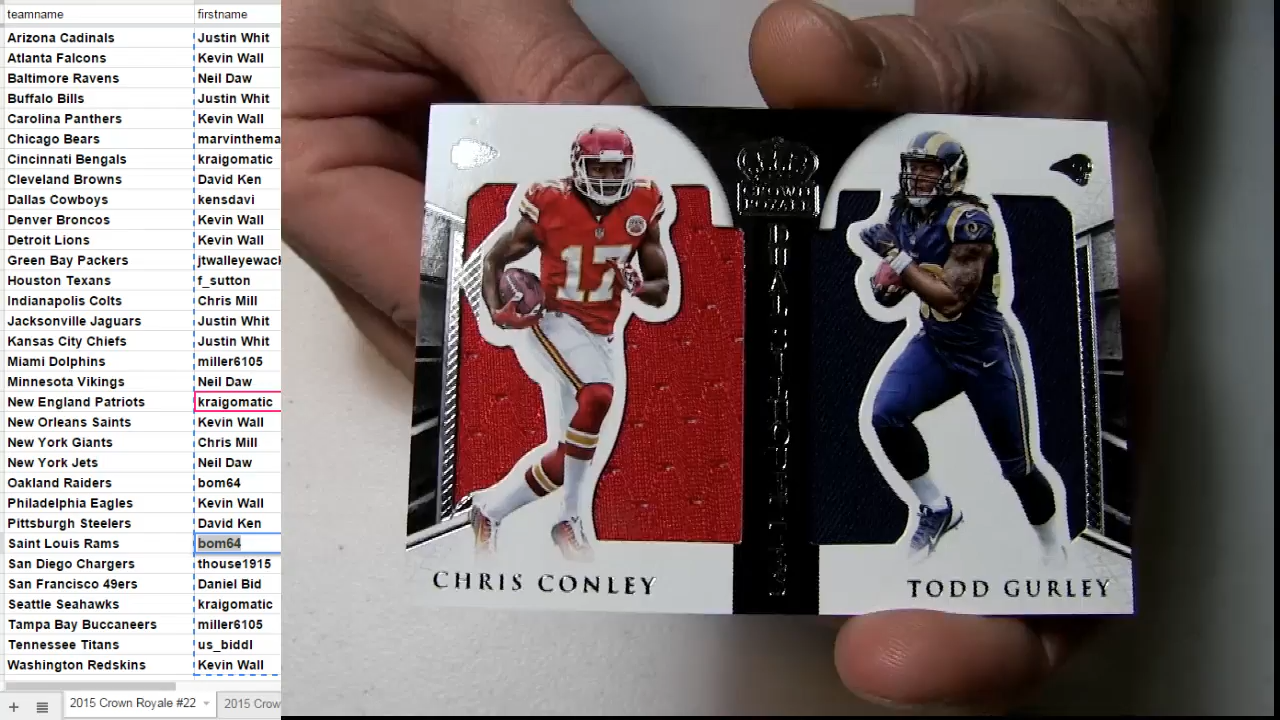 teamname firstname
Arizona Cadinals Justin Whit
Atlanta Falcons Kevin Wall
Baltimore Ravens Neil Daw
Buffalo Bills Justin Whit
Carolina Panthers Kevin Wall
Chicago Bears marvinthema
Cincinnati Bengals kraigomatic
Cleveland Browns David Ken
Dallas Cowboys kensdavi
Denver Broncos Kevin Wall
Detroit Lions Kevin Wall
Green Bay Packers jtwalleywack
Houston Texans f_sutton
Indianapolis Colts Chris Mill
Jacksonville Jaguars Justin Whit
Kansas City Chiefs Justin Whit
Miami Dolphins miller6105
Minnesota Vikings Neil Daw
New England Patriots kraigomatic
New Orleans Saints Kevin Wall
New York Giants Chris Mill
New York Jets Neil Daw
Oakland Raiders bom64
Philadelphia Eagles Kevin Wall
Pittsburgh Steelers David Ken
Saint Louis Rams bom64
San Diego Chargers thouse1915
San Francisco 49ers Daniel Bid
Seattle Seahawks kraigomatic
Tampa Bay Buccaneers miller6105
Tennessee Titans us_biddl
Washington Redskins Kevin Wall
2015 Crown Royale #22 2015 Crow
CROWN
ROYALE
17
CHRIS CONLEY
TODD GURLEY